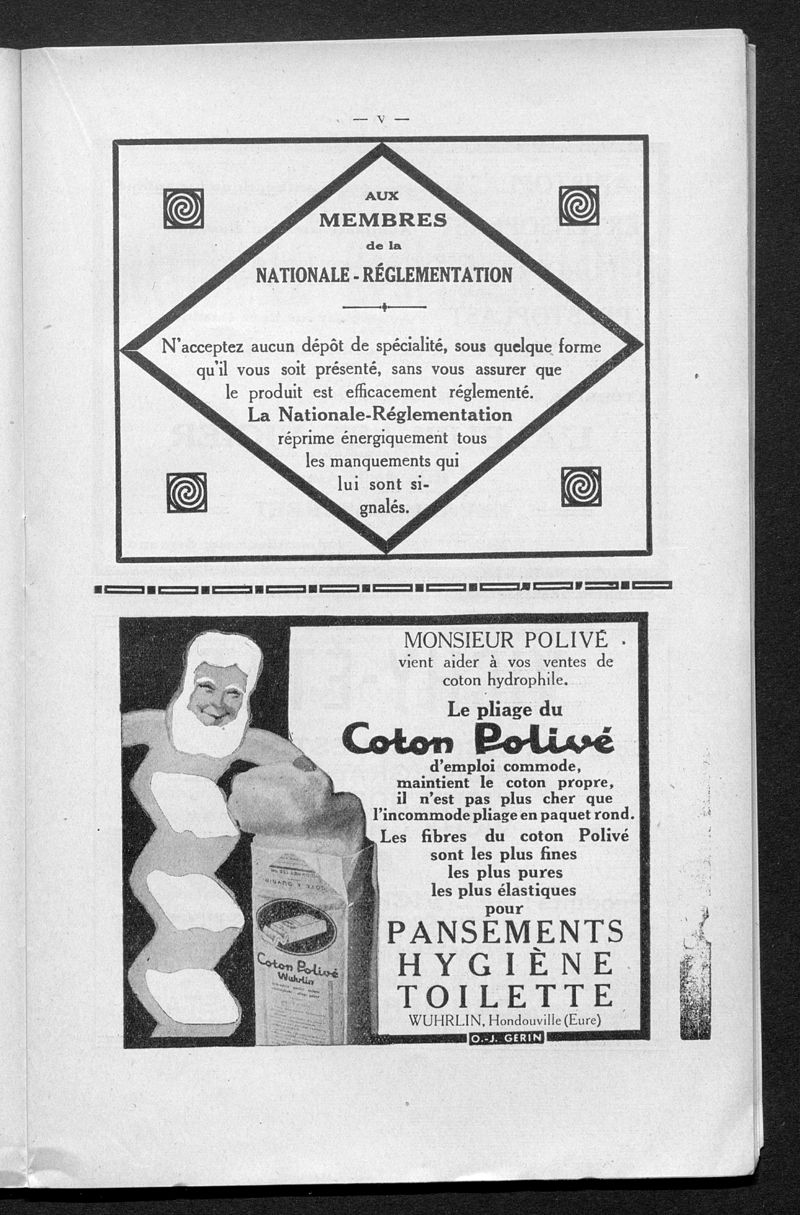 — V —
AUX
MEMBRES
de la
NATIONALE-RÉGLEMENTATION
N'acceptez aucun dépôt de spécialité, sous quelque forme
qu'il vous soit présenté, sans vous assurer que
le produit est efficacement réglementé.
La Nationale-Réglementation
réprime énergiquement tous
les manquements qui
lui sont si-
gnalés.
MONSIEUR POLIVÉ
vient aider à vos ventes de
coton hydrophile.
Le pliage du
Coton Polivé
d'emploi commode,
maintient le coton propre,
il n'est pas plus cher que
l'incommode pliage en paquet rond.
Les fibres du coton Polivé
sont les plus fines
les plus pures
les plus élastiques
pour
PANSEMENTS
HYGIÈNE
TOILETTE
WUHRLIN, Hondouville (Eure)
O.-J. GERIN
Coton Polivé
Wuhrlin